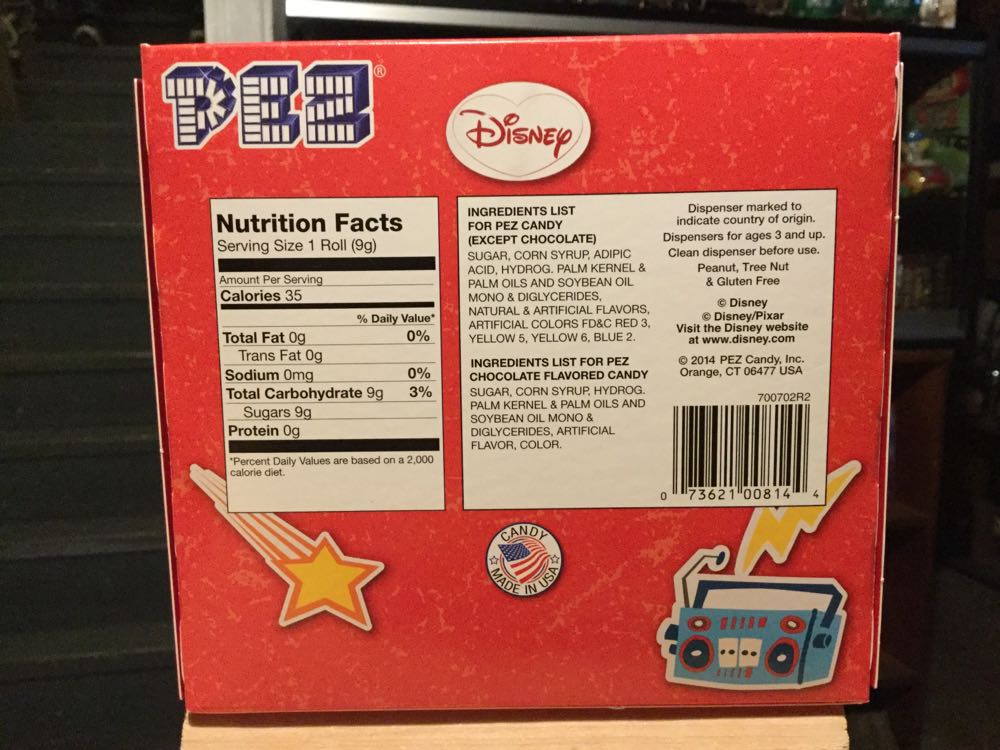 PEZ®
Disney
Nutrition Facts
Serving Size 1 Roll (9g)
Amount Per Serving
Calories 35
% Daily Value*
Total Fat 0g 0%
Trans Fat 0g
Sodium 0mg 0%
Total Carbohydrate 9g 3%
Sugars 9g
Protein 0g
*Percent Daily Values are based on a 2,000
calorie diet.
INGREDIENTS LIST
FOR PEZ CANDY
(EXCEPT CHOCOLATE)
SUGAR, CORN SYRUP, ADIPIC
ACID, HYDROG. PALM KERNEL &
PALM OILS AND SOYBEAN OIL
MONO & DIGLYCERIDES,
NATURAL & ARTIFICIAL FLAVORS,
ARTIFICIAL COLORS FD&C RED 3,
YELLOW 5, YELLOW 6, BLUE 2.
INGREDIENTS LIST FOR PEZ
CHOCOLATE FLAVORED CANDY
SUGAR, CORN SYRUP, HYDROG.
PALM KERNEL & PALM OILS AND
SOYBEAN OIL MONO &
DIGLYCERIDES, ARTIFICIAL
FLAVOR, COLOR.
Dispenser marked to
indicate country of origin.
Dispensers for ages 3 and up.
Clean dispenser before use.
Peanut, Tree Nut
& Gluten Free
© Disney
© Disney/Pixar
Visit the Disney website
at www.disney.com
© 2014 PEZ Candy, Inc.
Orange, CT 06477 USA
700702R2
0 73621 00814 4
CANDY
MADE IN USA